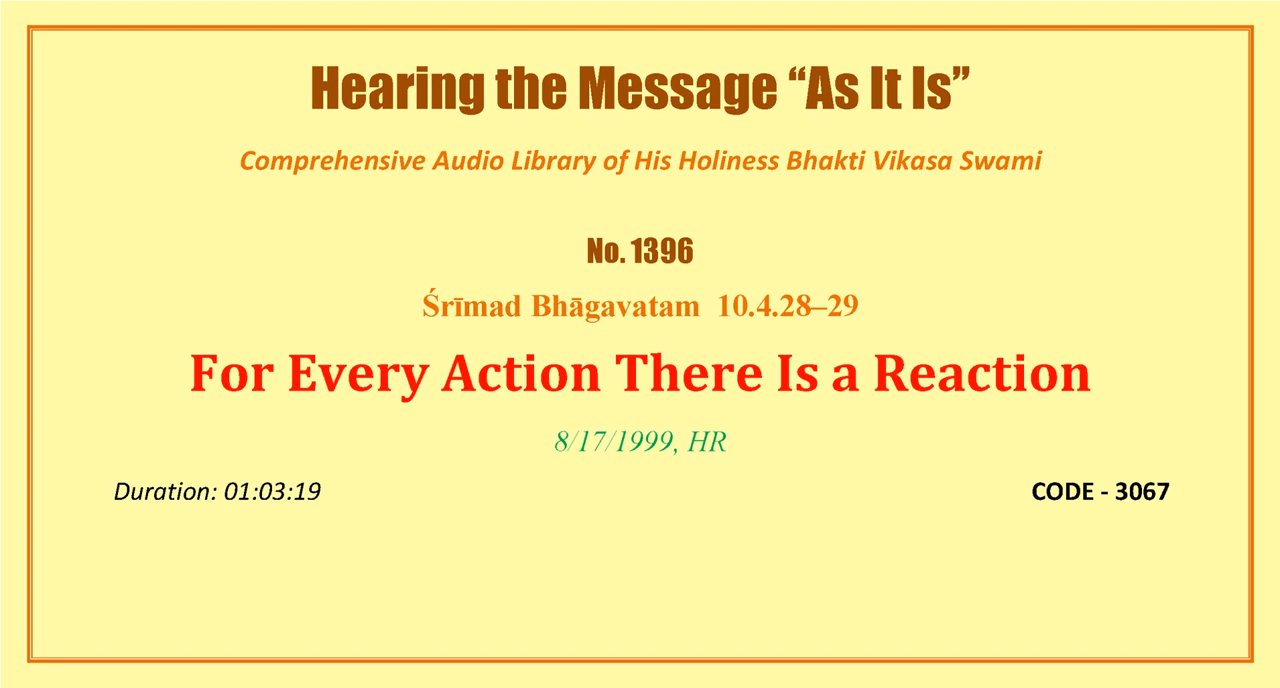 Hearing the Message “As It Is”
Comprehensive Audio Library of His Holiness Bhakti Vikasa Swami
No. 1396
Śrīmad Bhāgavatam 10.4.28–29
For Every Action There Is a Reaction
8/17/1999, HR
Duration: 01:03:19
CODE - 3067